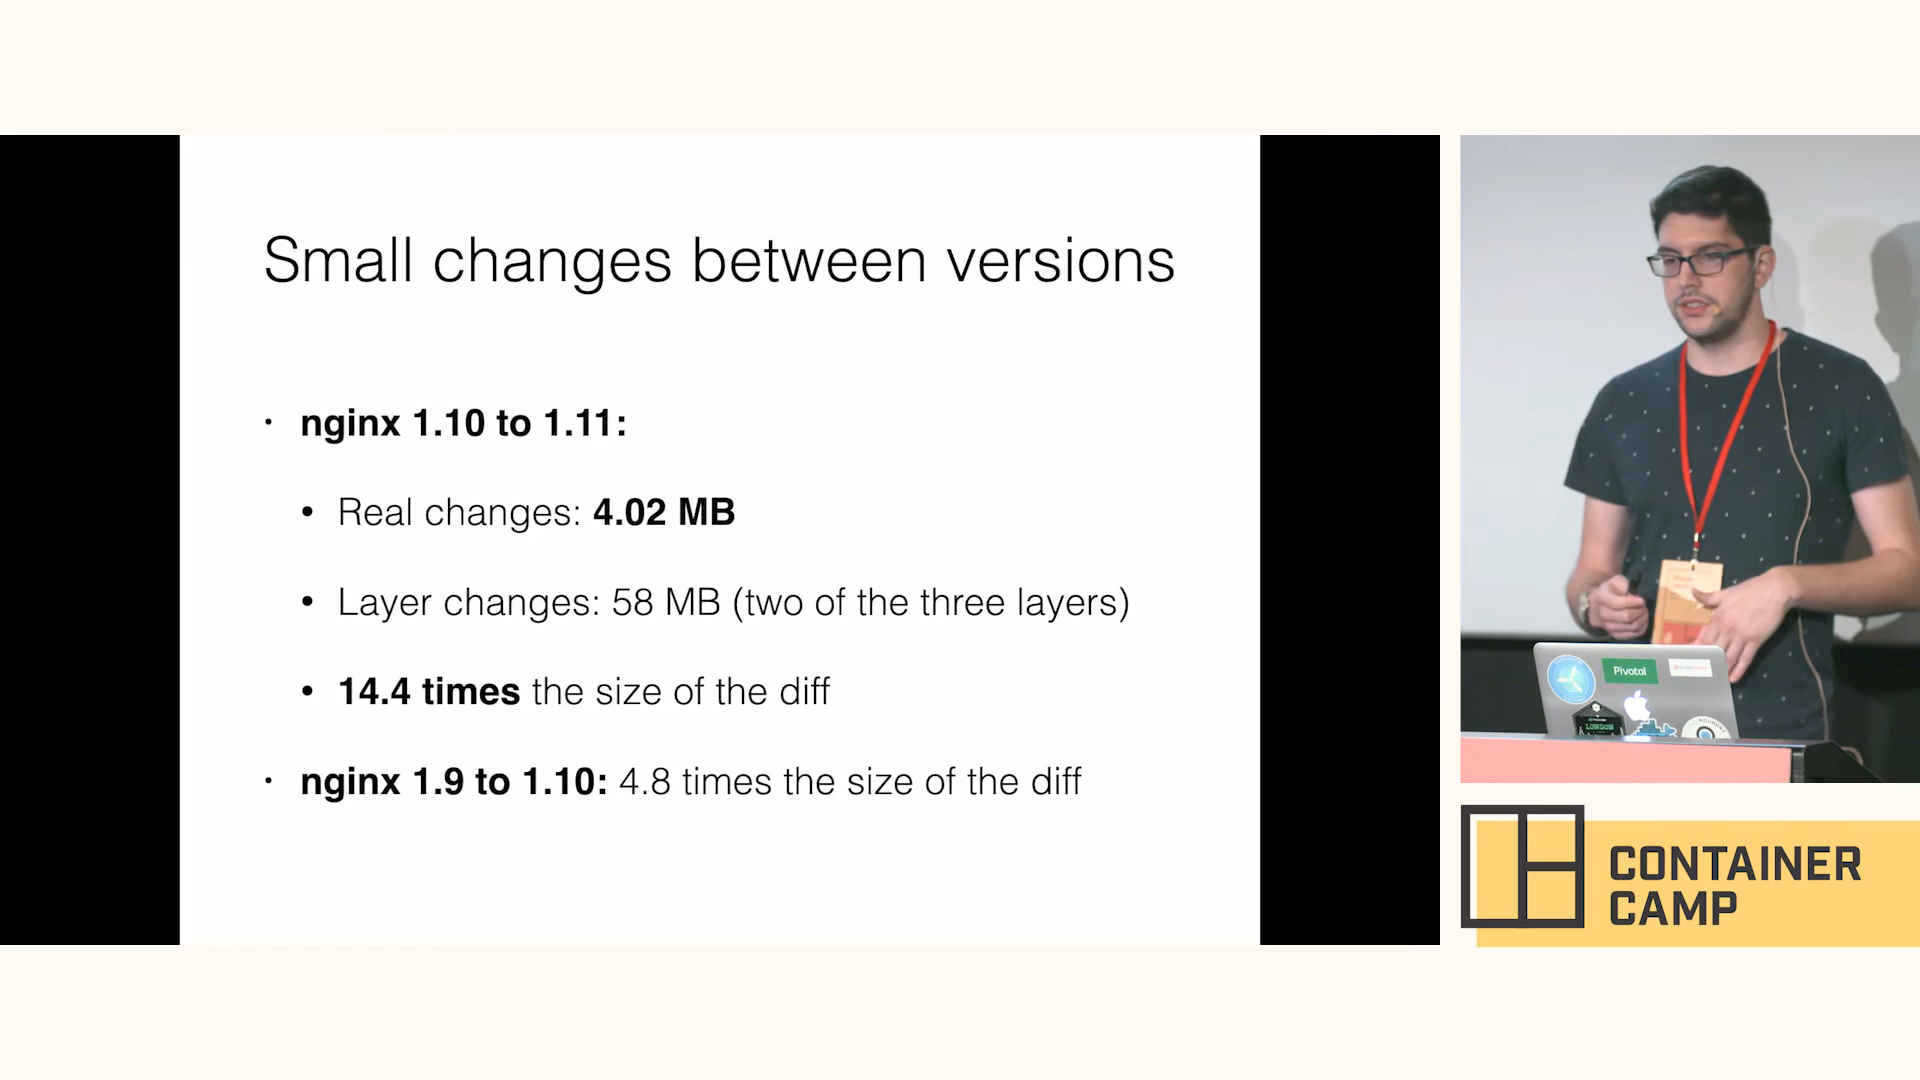 Small changes between versions
· nginx 1.10 to 1.11:
• Real changes: 4.02 MB
• Layer changes: 58 MB (two of the three layers)
• 14.4 times the size of the diff
· nginx 1.9 to 1.10: 4.8 times the size of the diff
Pivotal
LONDON
CONTAINER
CAMP